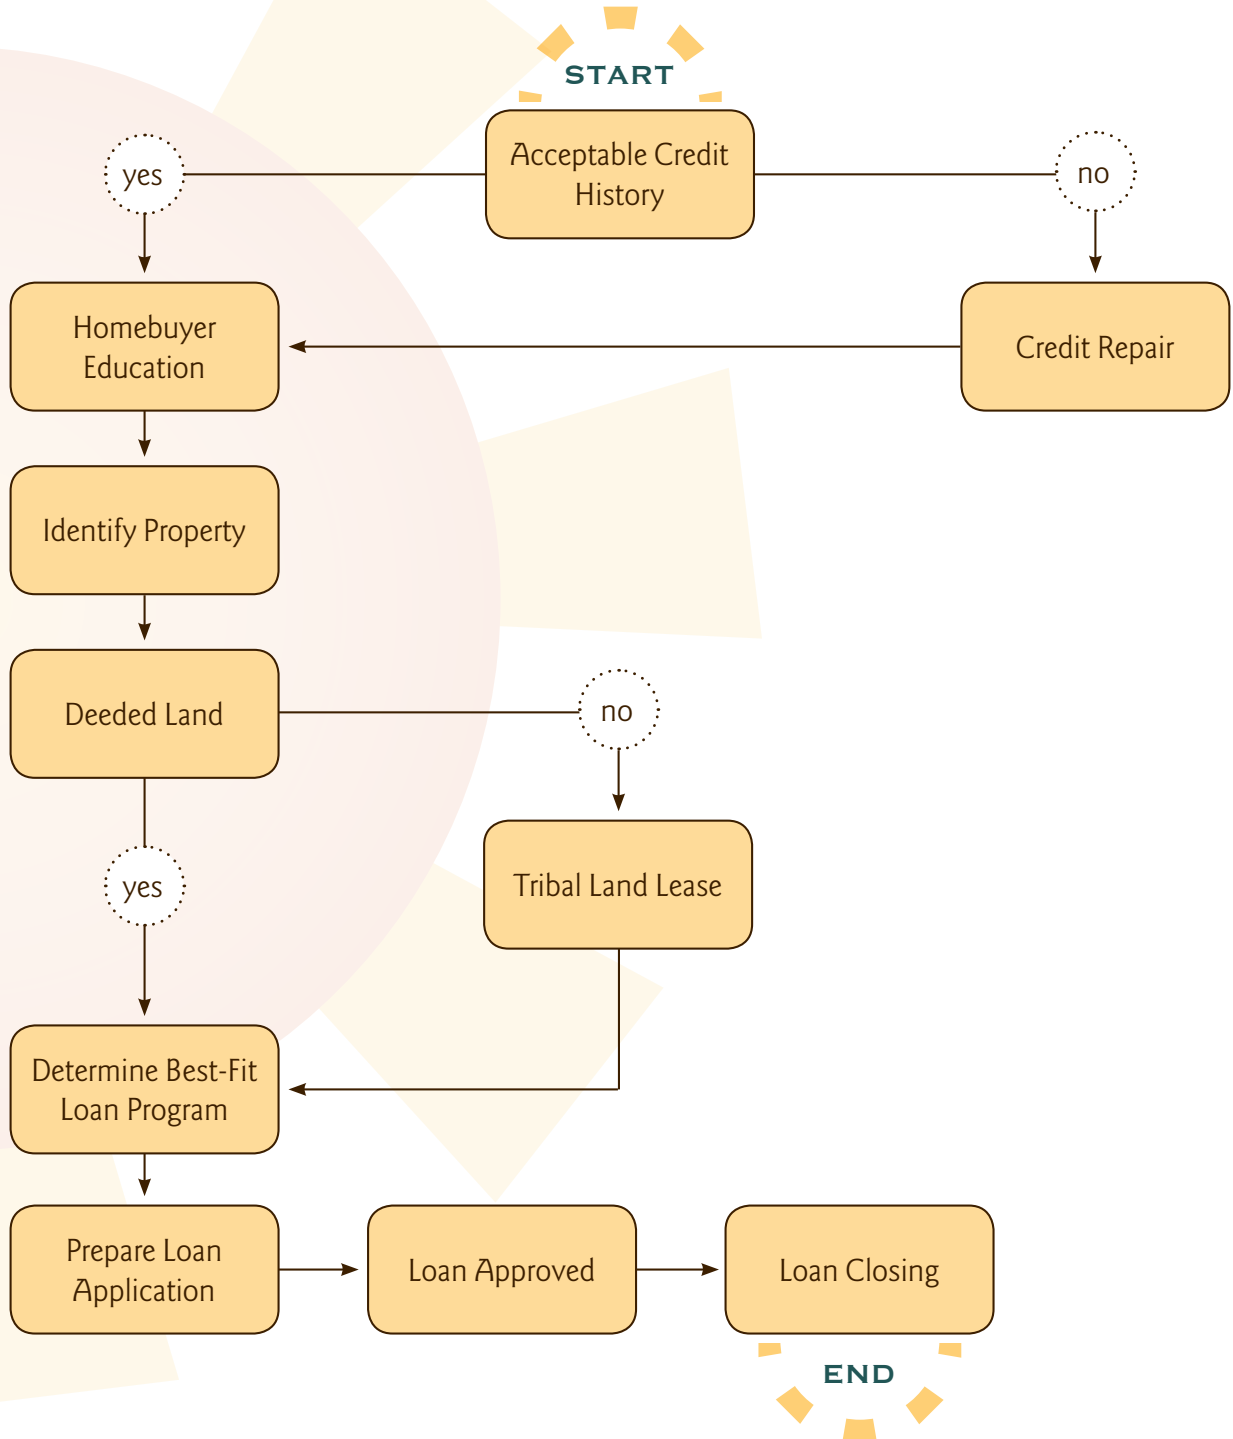 START
Acceptable Credit
History
yes
no
Homebuyer
Education
Credit Repair
Identify Property
Deeded Land
no
yes
Tribal Land Lease
Determine Best-Fit
Loan Program
Prepare Loan
Application
Loan Approved
Loan Closing
END